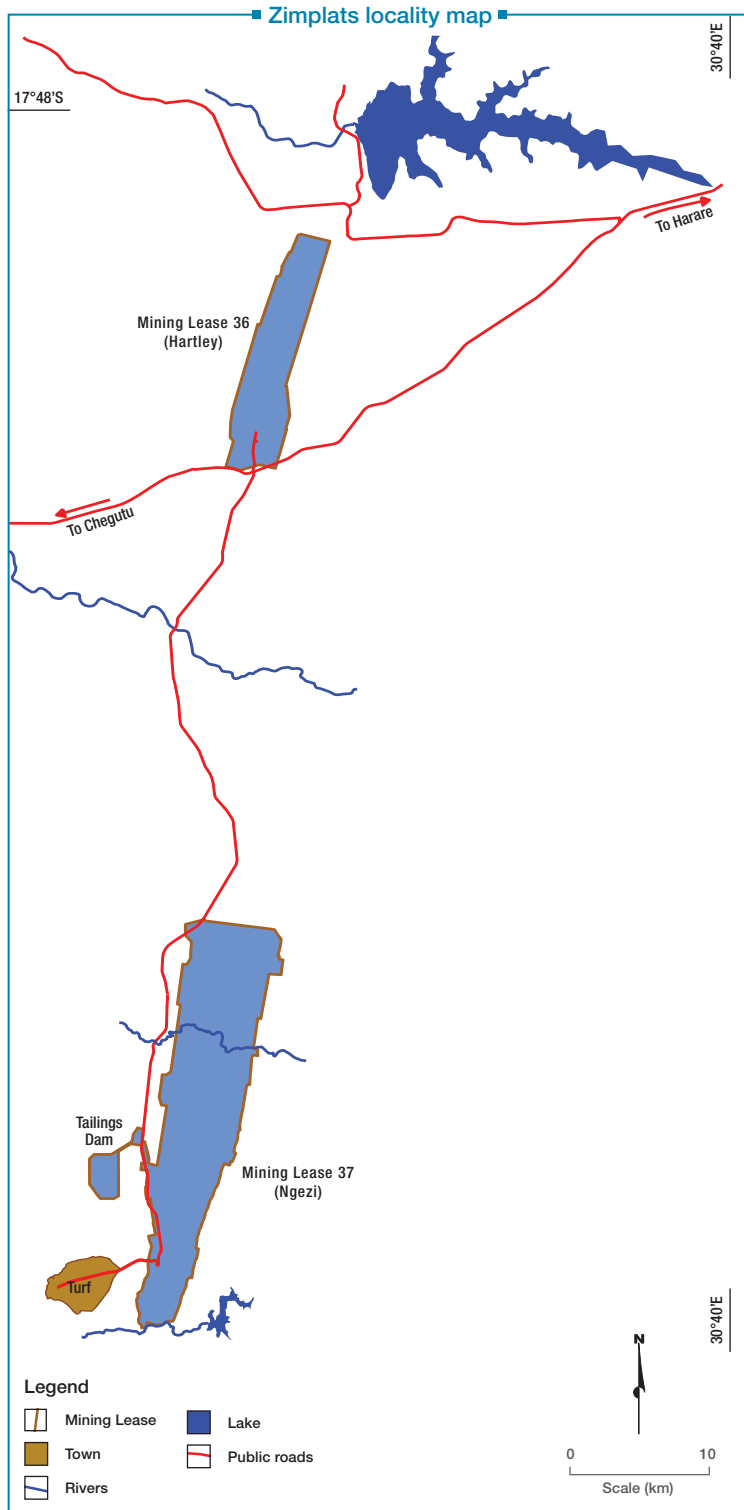 Zimplats locality map
30°40'E
17°48'S
To Harare
Mining Lease 36
(Hartley)
To Chegutu
Tailings
Dam
Mining Lease 37
(Ngezi)
Turf
30°40'E
Legend
Mining Lease
Town
Rivers
Lake
Public roads
N
0 10
Scale (km)